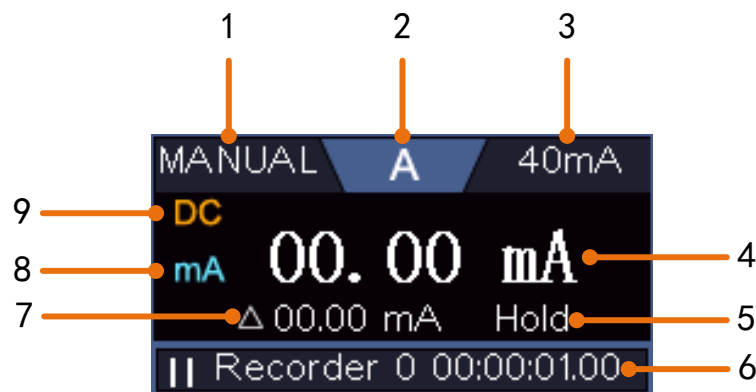 1 2 3
MANUAL A 40mA
9 DC
8 mA 00.00 mA 4
7 △ 00.00 mA Hold 5
|| Recorder 0 00:00:01.00 6